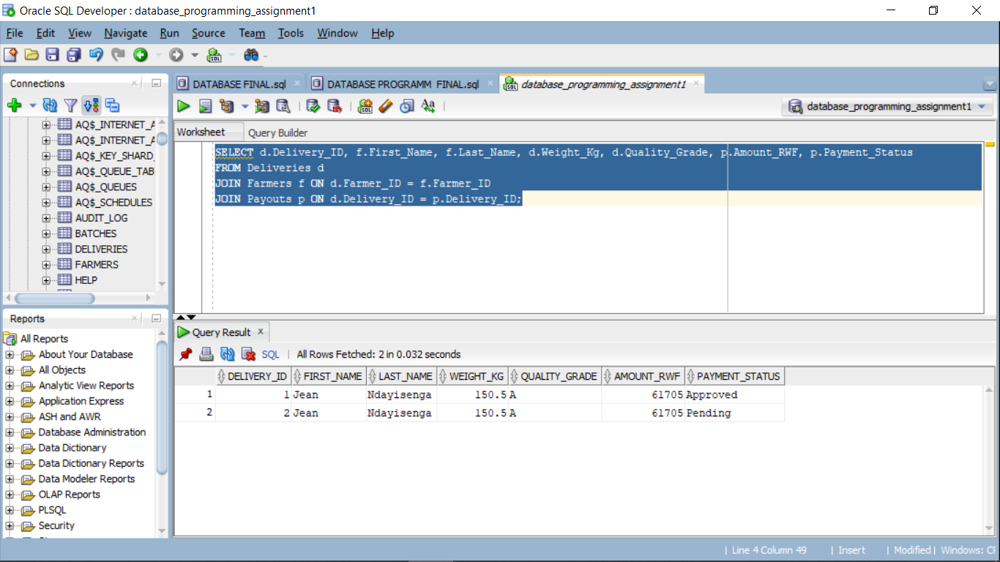 Oracle SQL Developer : database_programming_assignment1
File Edit View Navigate Run Source Team Tools Window Help
Connections
DATABASE FINAL.sql
DATABASE PROGRAMM FINAL.sql
database_programming_assignment1
database_programming_assignment1
AQ$_INTERNET_A
AQ$_INTERNET_A
AQ$_KEY_SHARD_
AQ$_QUEUE_TAB
AQ$_QUEUES
AQ$_SCHEDULES
AUDIT_LOG
BATCHES
DELIVERIES
FARMERS
HELP
Worksheet Query Builder
SELECT d.Delivery_ID, f.First_Name, f.Last_Name, d.Weight_Kg, d.Quality_Grade, p.Amount_RWF, p.Payment_Status
FROM Deliveries d
JOIN Farmers f ON d.Farmer_ID = f.Farmer_ID
JOIN Payouts p ON d.Delivery_ID = p.Delivery_ID;
Reports
All Reports
About Your Database
All Objects
Analytic View Reports
Application Express
ASH and AWR
Database Administration
Data Dictionary
Data Dictionary Reports
Data Modeler Reports
OLAP Reports
PLSQL
Security
Query Result
SQL | All Rows Fetched: 2 in 0.032 seconds
DELIVERY_ID FIRST_NAME LAST_NAME WEIGHT_KG QUALITY_GRADE AMOUNT_RWF PAYMENT_STATUS
1 1 Jean Ndayisenga 150.5 A 61705 Approved
2 2 Jean Ndayisenga 150.5 A 61705 Pending
| Line 4 Column 49 | Insert | Modified | Windows: CF